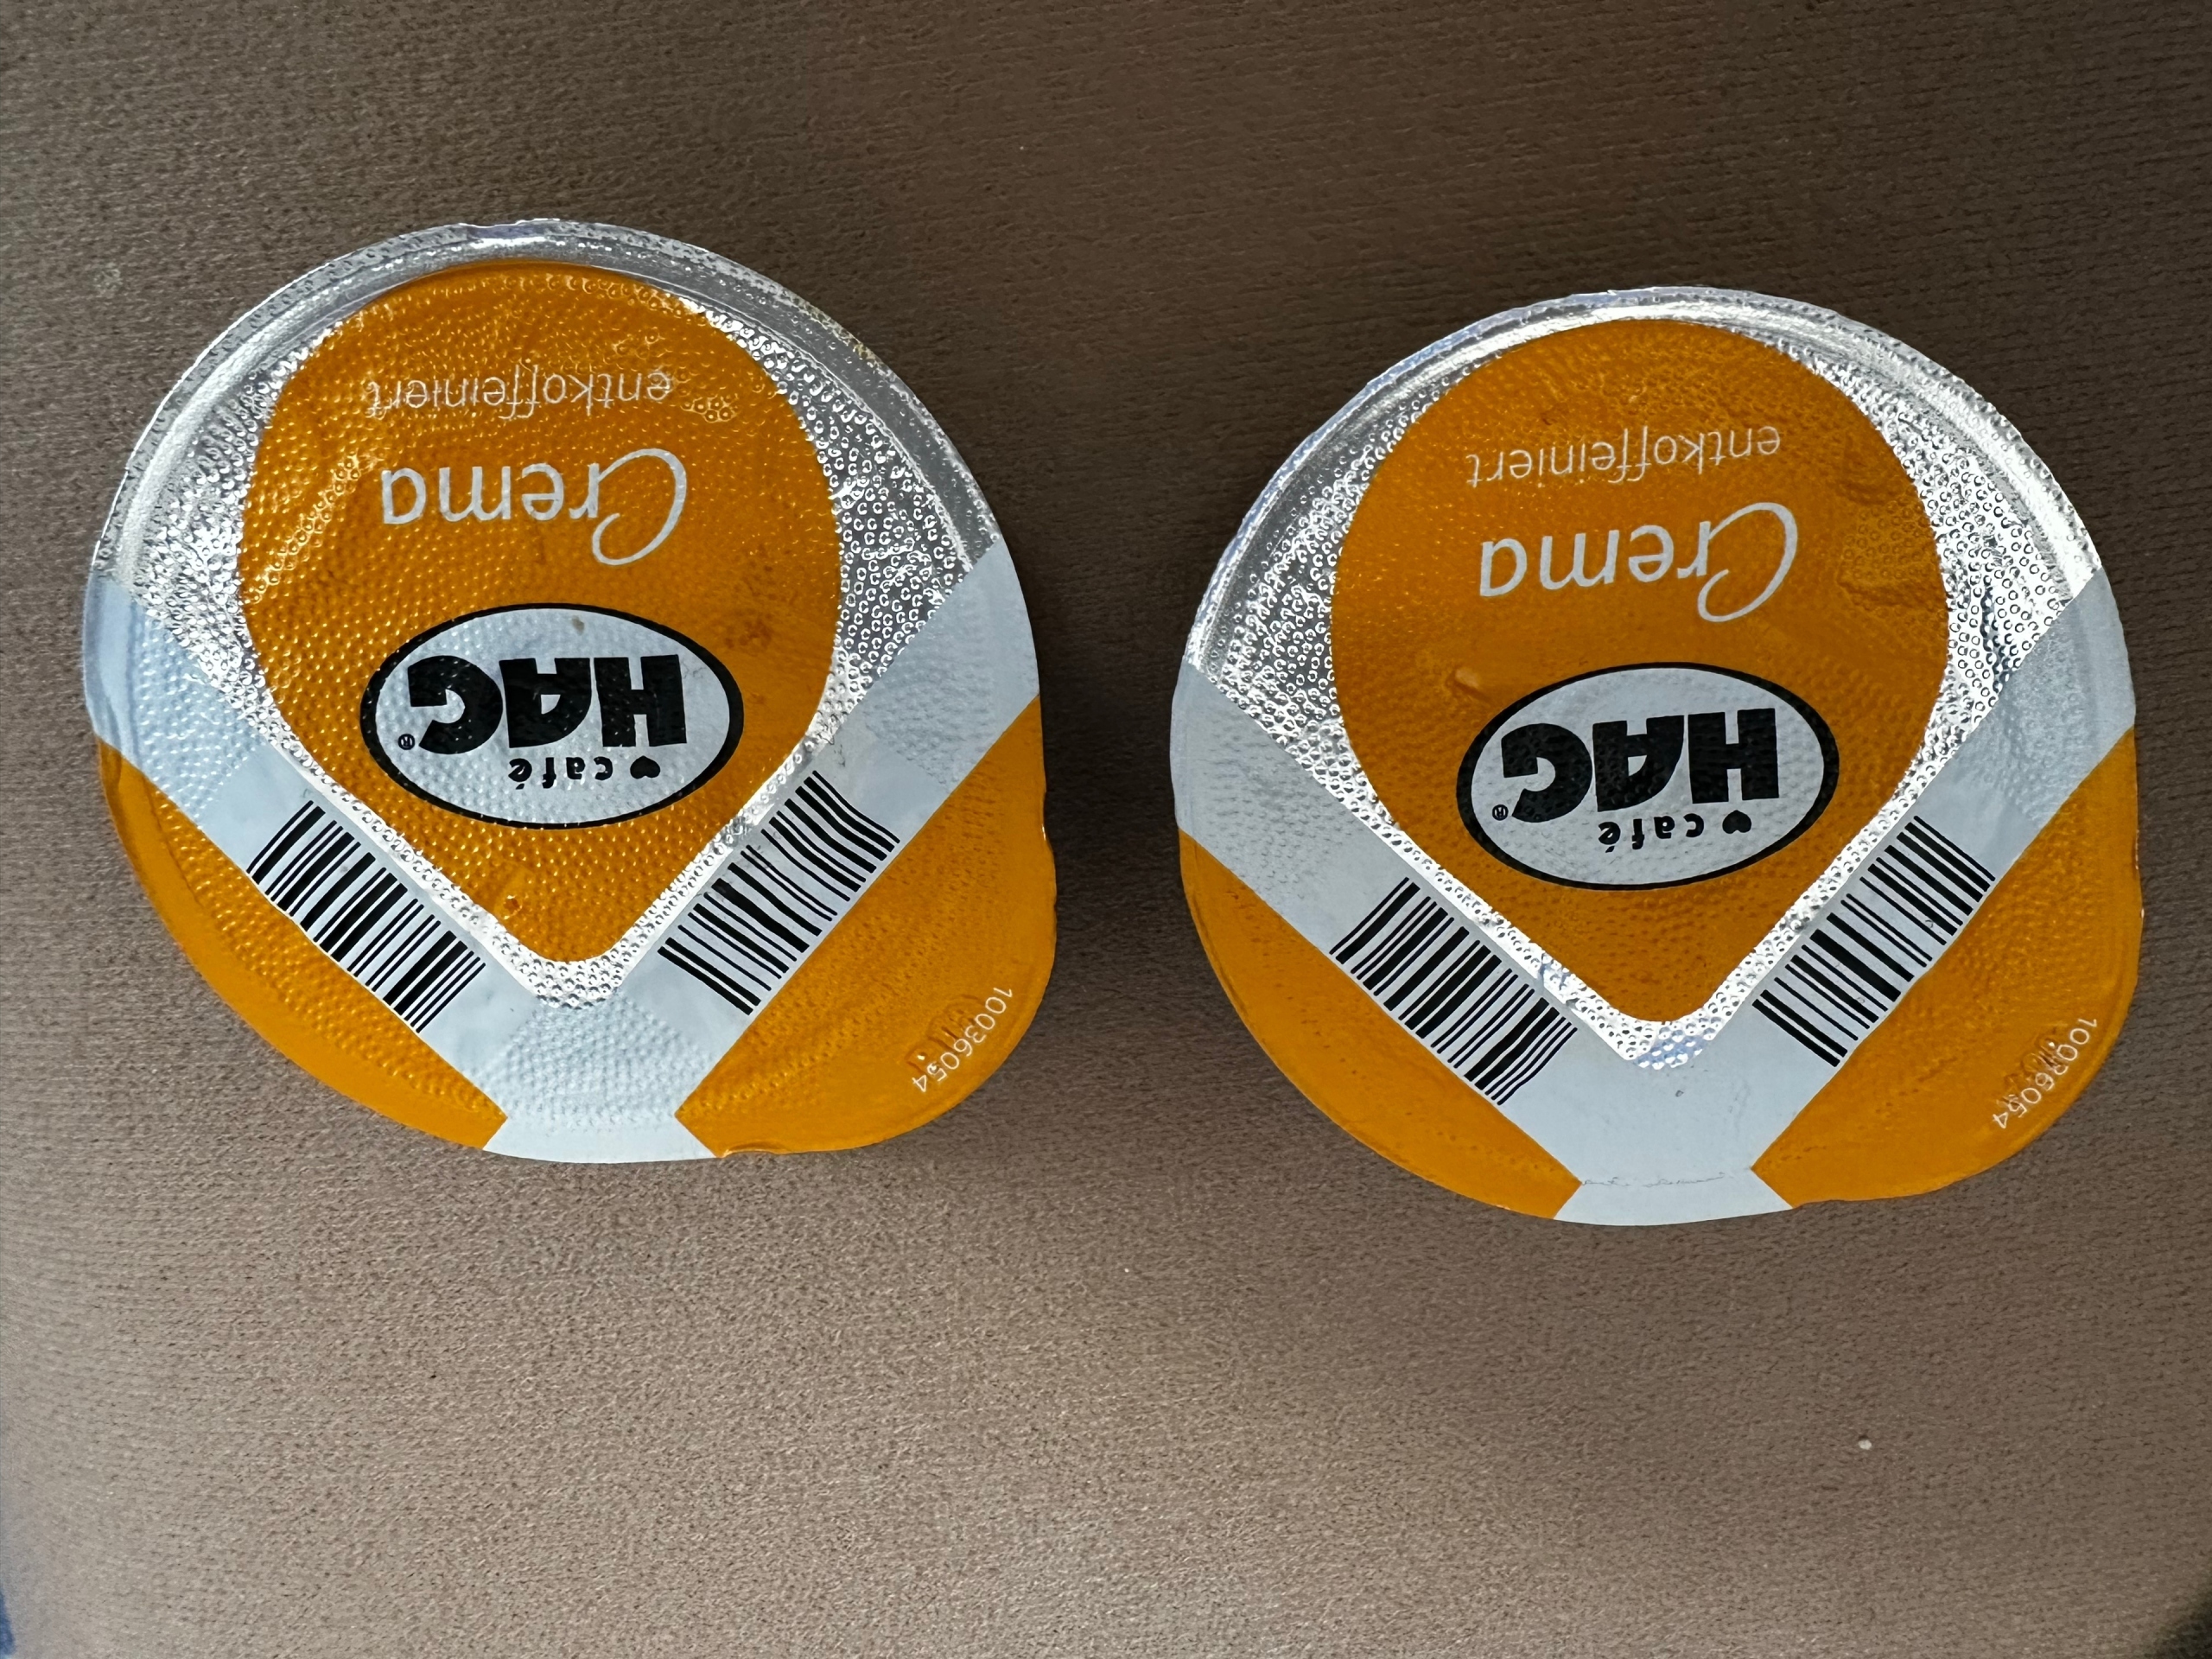 café
HAG®
Crema
entkoffeiniert
10036054
café
HAG®
Crema
entkoffeiniert
10036054